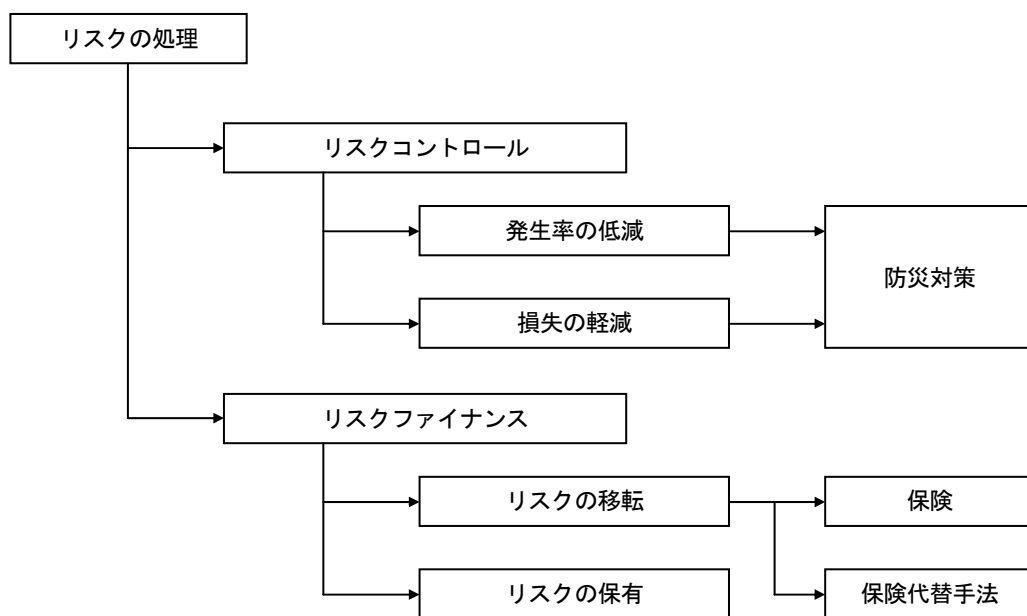 リスクの処理
リスクコントロール
発生率の低減
防災対策
損失の軽減
リスクファイナンス
リスクの移転
保険
リスクの保有
保険代替手法